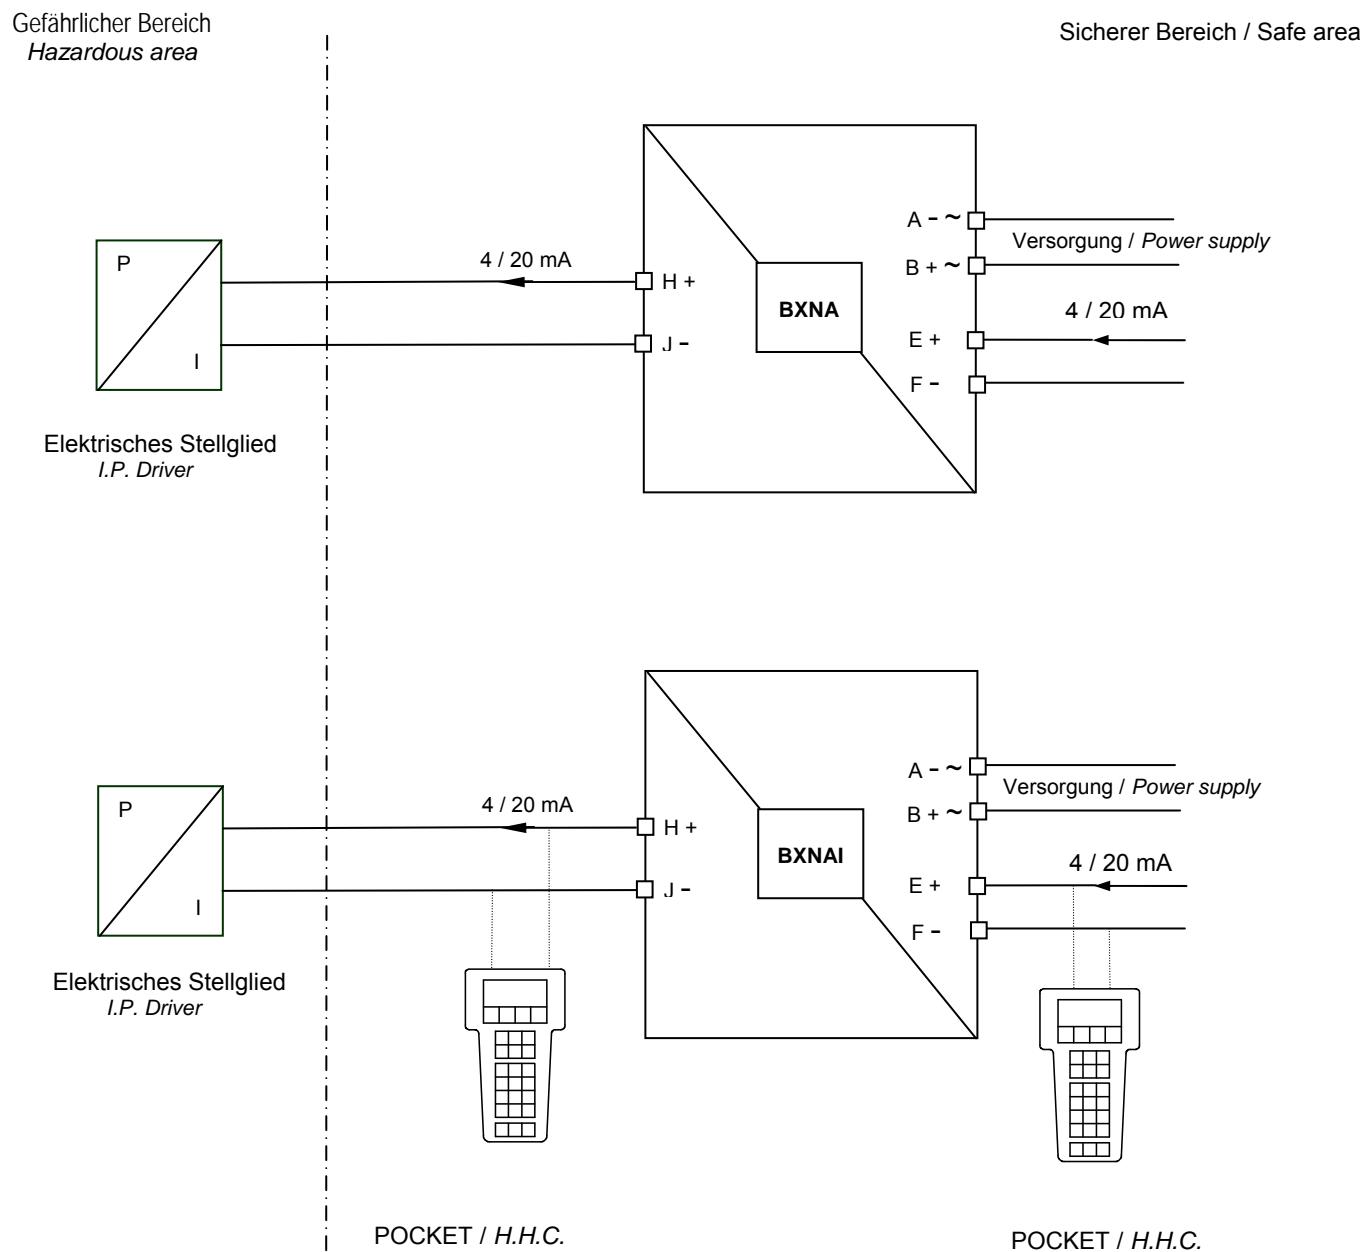 Gefährlicher Bereich
Hazardous area
Sicherer Bereich / Safe area
A - ~
Versorgung / Power supply
B + ~
P
I
4 / 20 mA
H +
J -
BXNA
4 / 20 mA
E +
F -
Elektrisches Stellglied
I.P. Driver
A - ~
Versorgung / Power supply
B + ~
P
I
4 / 20 mA
H +
J -
BXNAI
4 / 20 mA
E +
F -
Elektrisches Stellglied
I.P. Driver
POCKET / H.H.C.
POCKET / H.H.C.